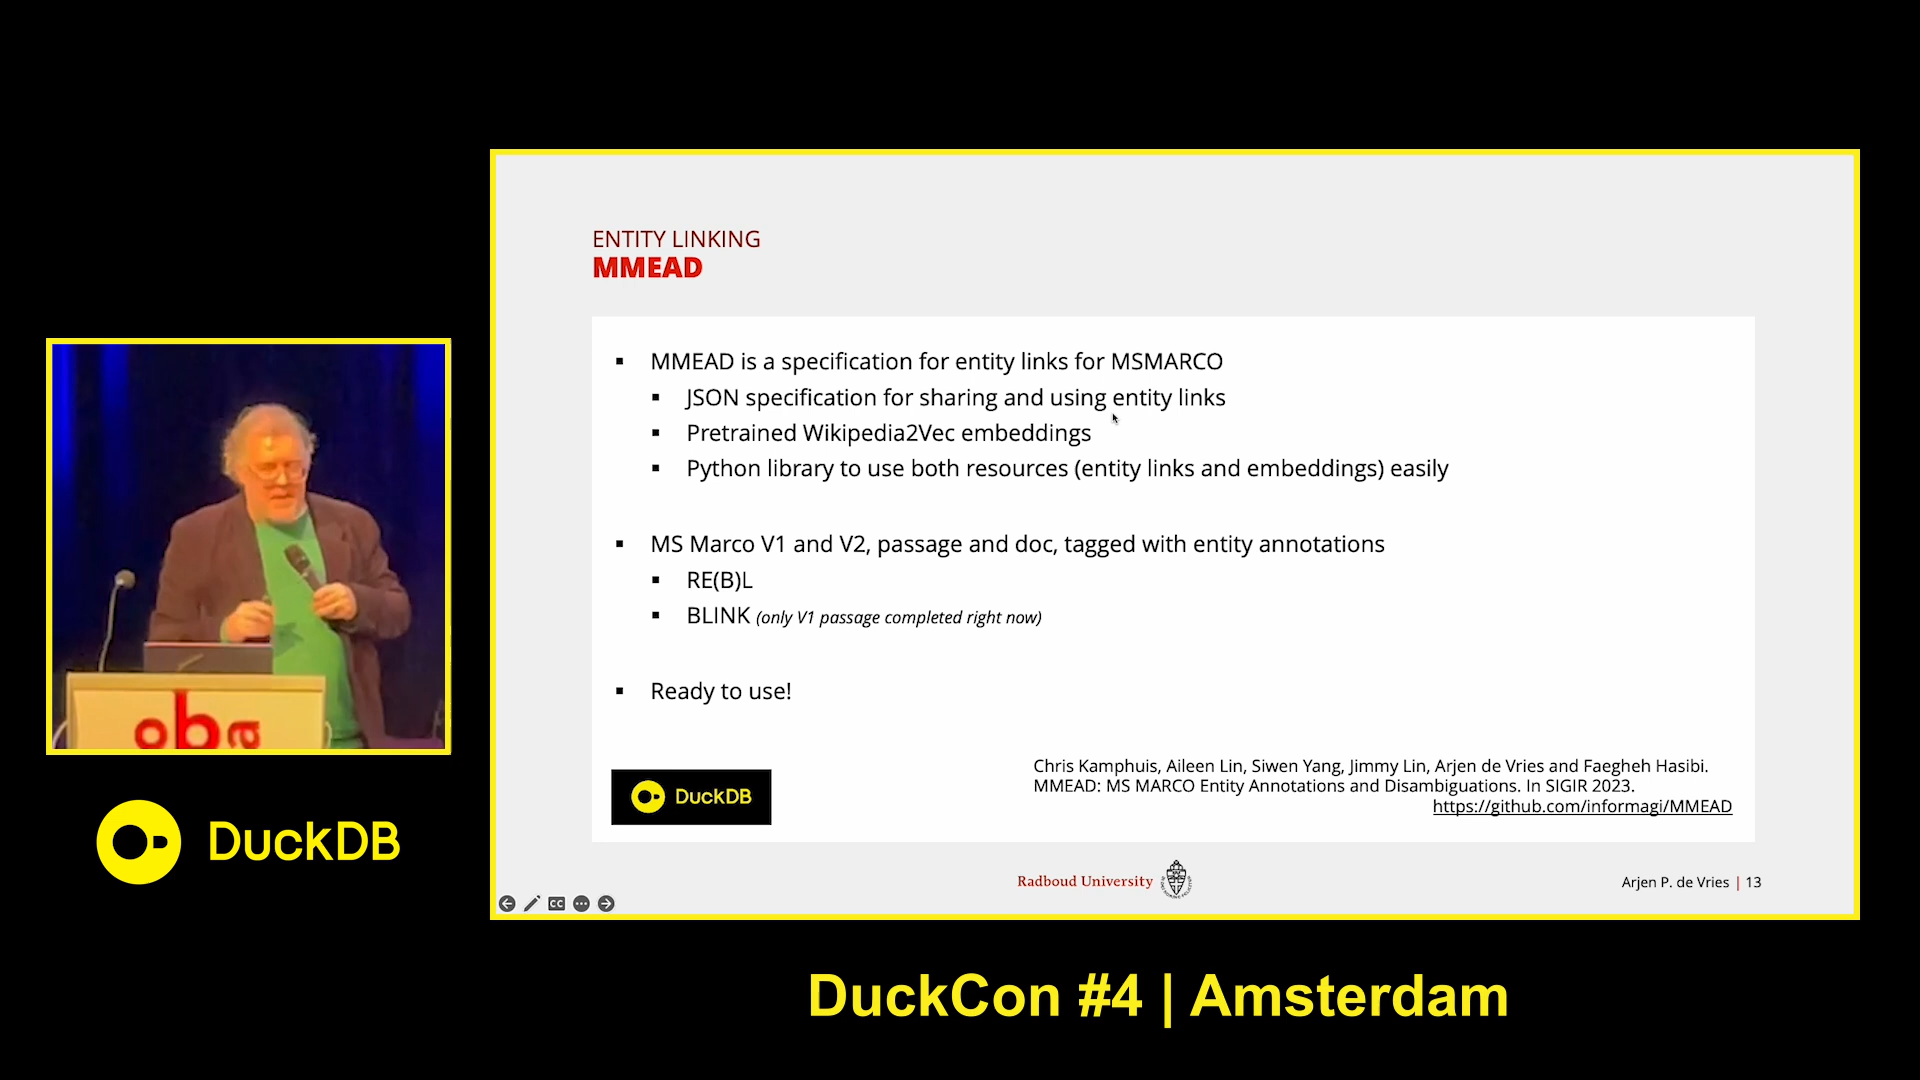 ENTITY LINKING
MMEAD
▪ MMEAD is a specification for entity links for MSMARCO
▪ JSON specification for sharing and using entity links
▪ Pretrained Wikipedia2Vec embeddings
▪ Python library to use both resources (entity links and embeddings) easily
▪ MS Marco V1 and V2, passage and doc, tagged with entity annotations
▪ RE(B)L
▪ BLINK (only V1 passage completed right now)
▪ Ready to use!
Chris Kamphuis, Aileen Lin, Siwen Yang, Jimmy Lin, Arjen de Vries and Faegheh Hasibi.
MMEAD: MS MARCO Entity Annotations and Disambiguations. In SIGIR 2023.
https://github.com/informagi/MMEAD
DuckDB
Radboud University
Arjen P. de Vries | 13
CC
oba
DuckDB
DuckCon #4 | Amsterdam